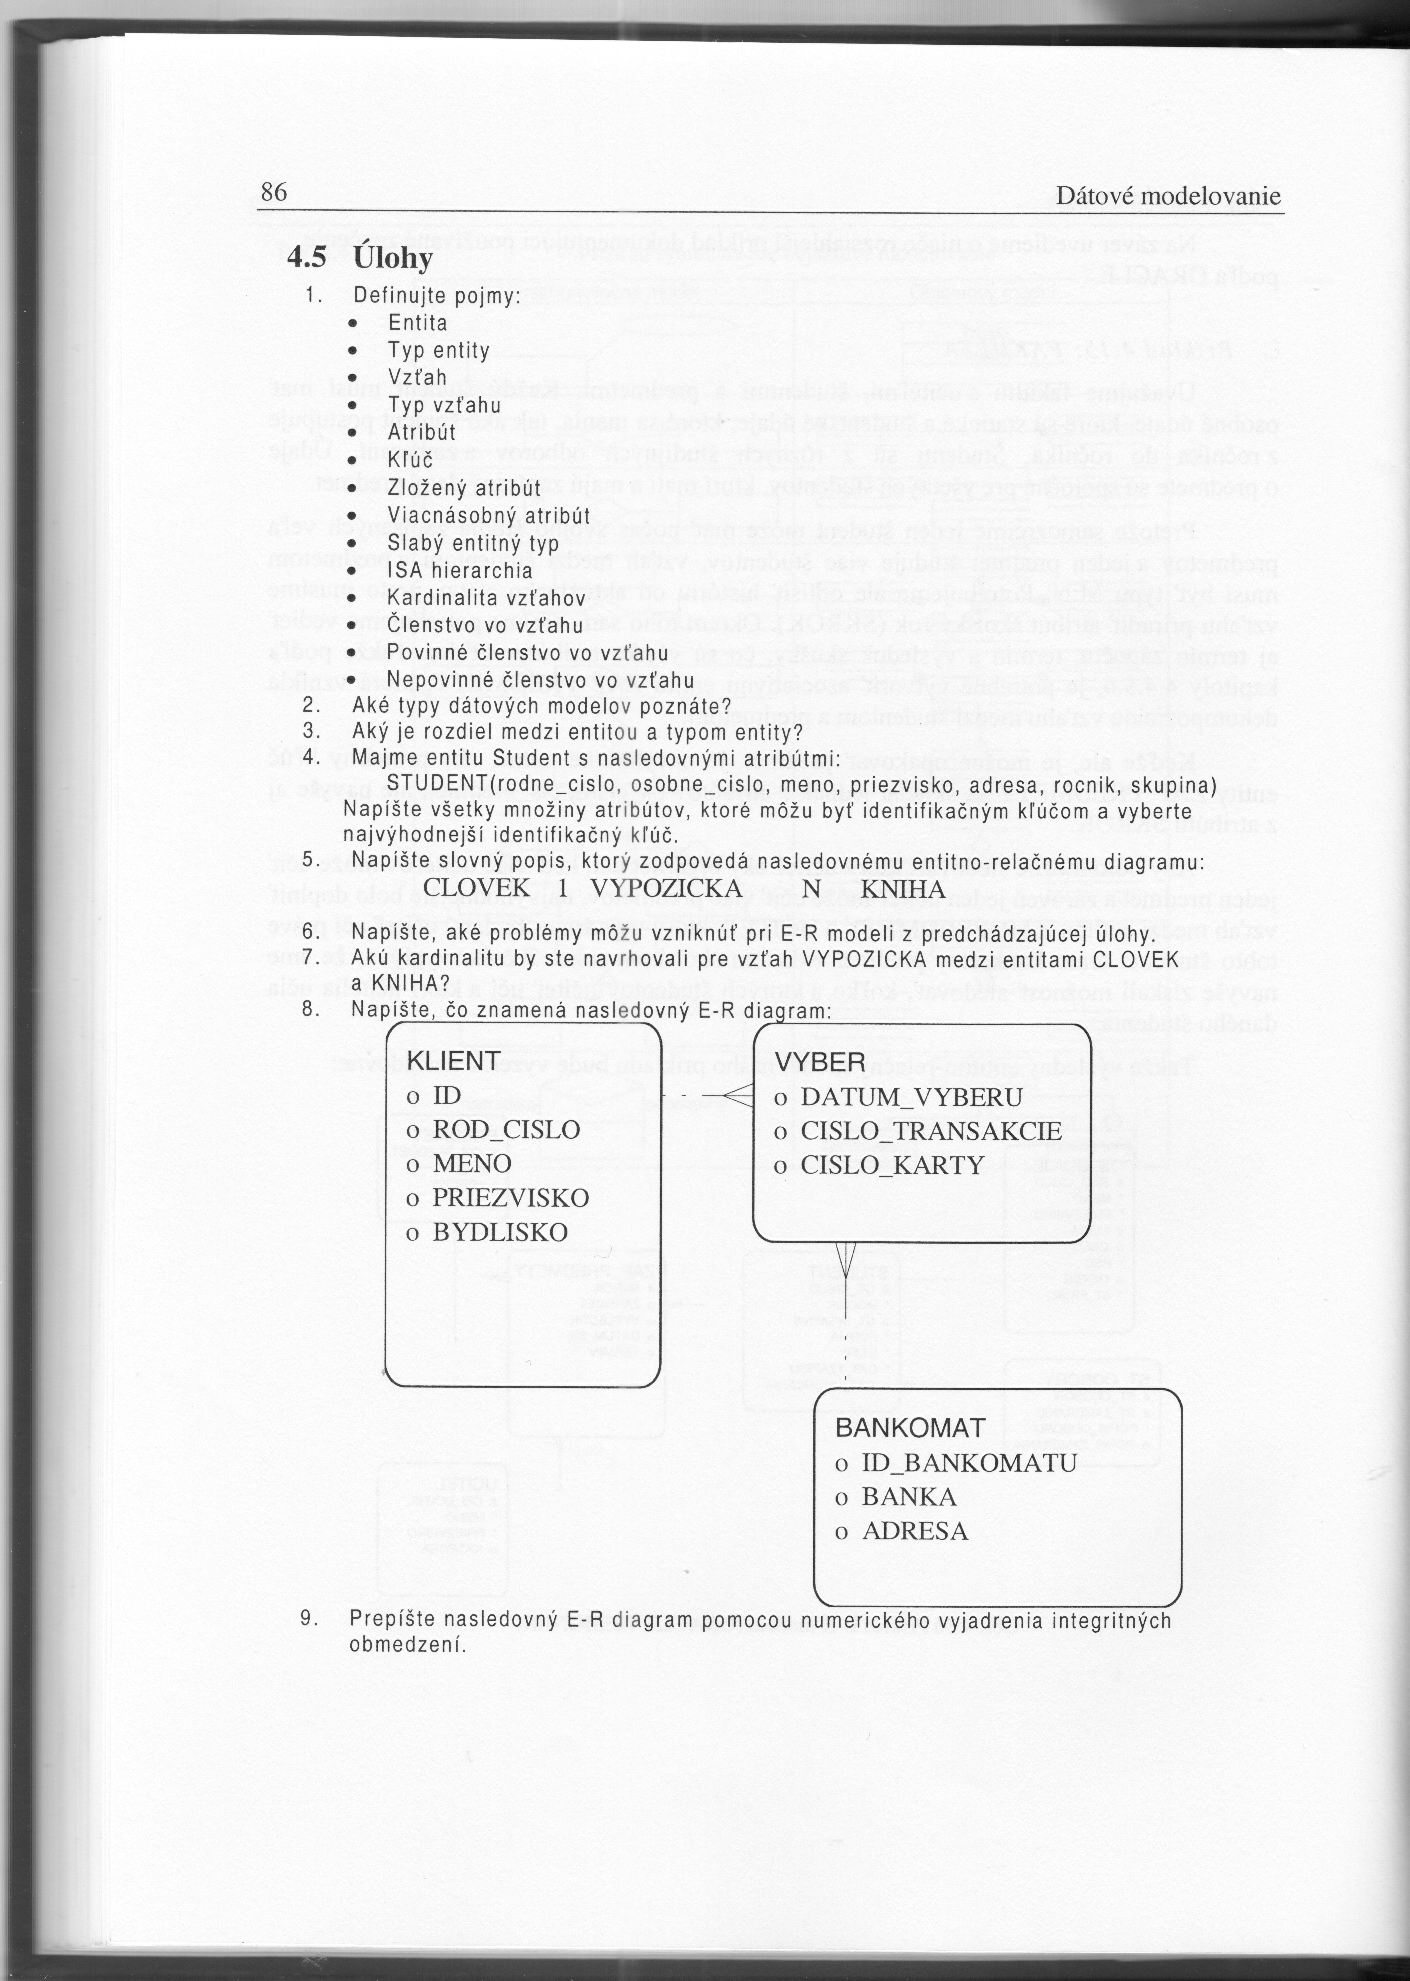 86 Dátové modelovanie
4.5 Úlohy
1. Definujte pojmy:
• Entita
• Typ entity
• Vzťah
• Typ vzťahu
• Atribút
• Kľúč
• Zložený atribút
• Viacnásobný atribút
• Slabý entitný typ
• ISA hierarchia
• Kardinalita vzťahov
• Členstvo vo vzťahu
• Povinné členstvo vo vzťahu
• Nepovinné členstvo vo vzťahu
2. Aké typy dátových modelov poznáte?
3. Aký je rozdiel medzi entitou a typom entity?
4. Majme entitu Student s nasledovnými atribútmi:
STUDENT(rodne_cislo, osobne_cislo, meno, priezvisko, adresa, rocnik, skupina)
Napíšte všetky množiny atribútov, ktoré môžu byť identifikačným kľúčom a vyberte
najvýhodnejší identifikačný kľúč.
5. Napíšte slovný popis, ktorý zodpovedá nasledovnému entitno-relačnému diagramu:
CLOVEK 1 VYPOZICKA N KNIHA
6. Napíšte, aké problémy môžu vzniknúť pri E-R modeli z predchádzajúcej úlohy.
7. Akú kardinalitu by ste navrhovali pre vzťah VYPOZICKA medzi entitami CLOVEK
a KNIHA?
8. Napíšte, čo znamená nasledovný E-R diagram:
KLIENT
o ID
o ROD_CISLO
o MENO
o PRIEZVISKO
o BYDLISKO
VYBER
o DATUM_VYBERU
o CISLO_TRANSAKCIE
o CISLO_KARTY
BANKOMAT
o ID_BANKOMATU
o BANKA
o ADRESA
9. Prepíšte nasledovný E-R diagram pomocou numerického vyjadrenia integritných
obmedzení.